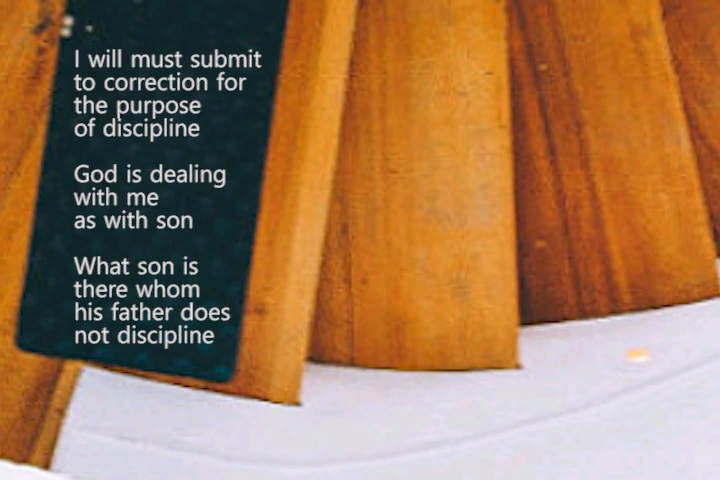 I will must submit
to correction for
the purpose
of discipline
God is dealing
with me
as with son
What son is
there whom
his father does
not discipline